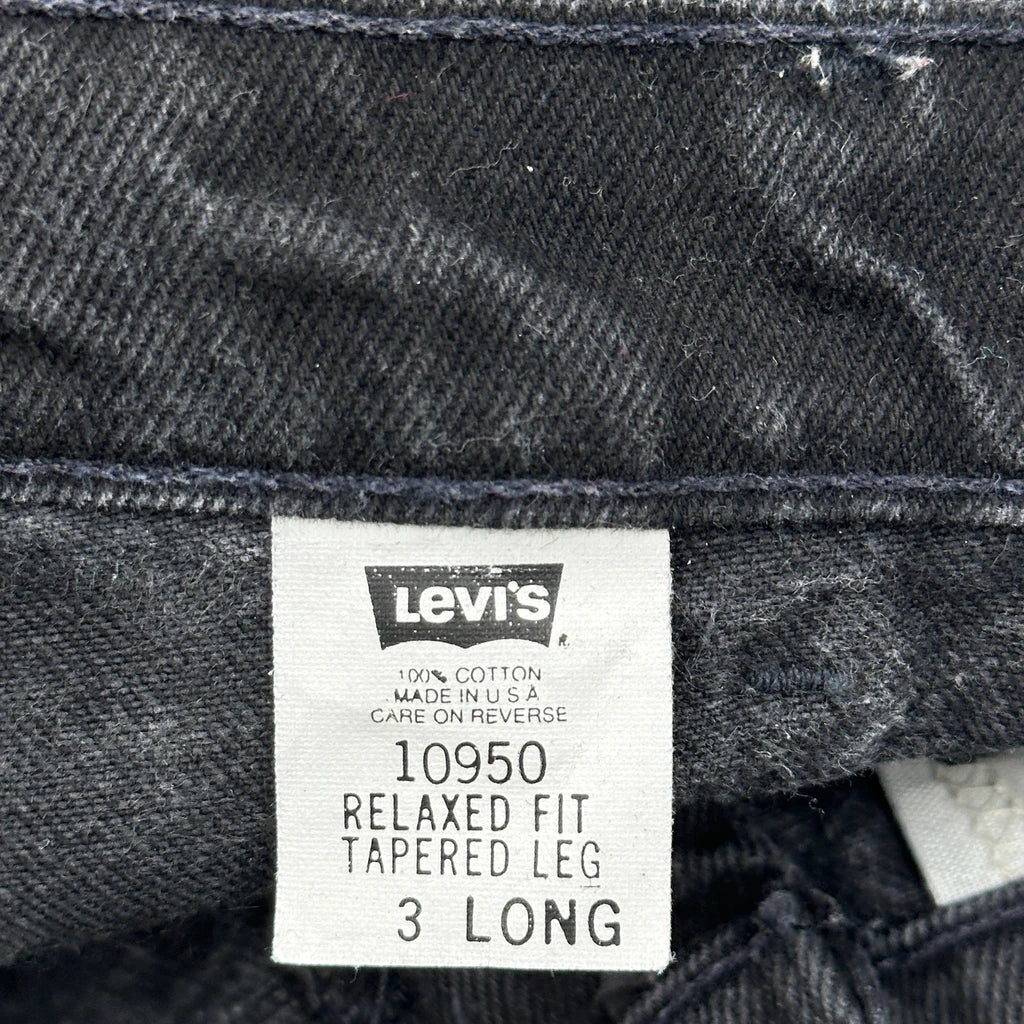 Levi's
100% COTTON
MADE IN U S A
CARE ON REVERSE
10950
RELAXED FIT
TAPERED LEG
3 LONG